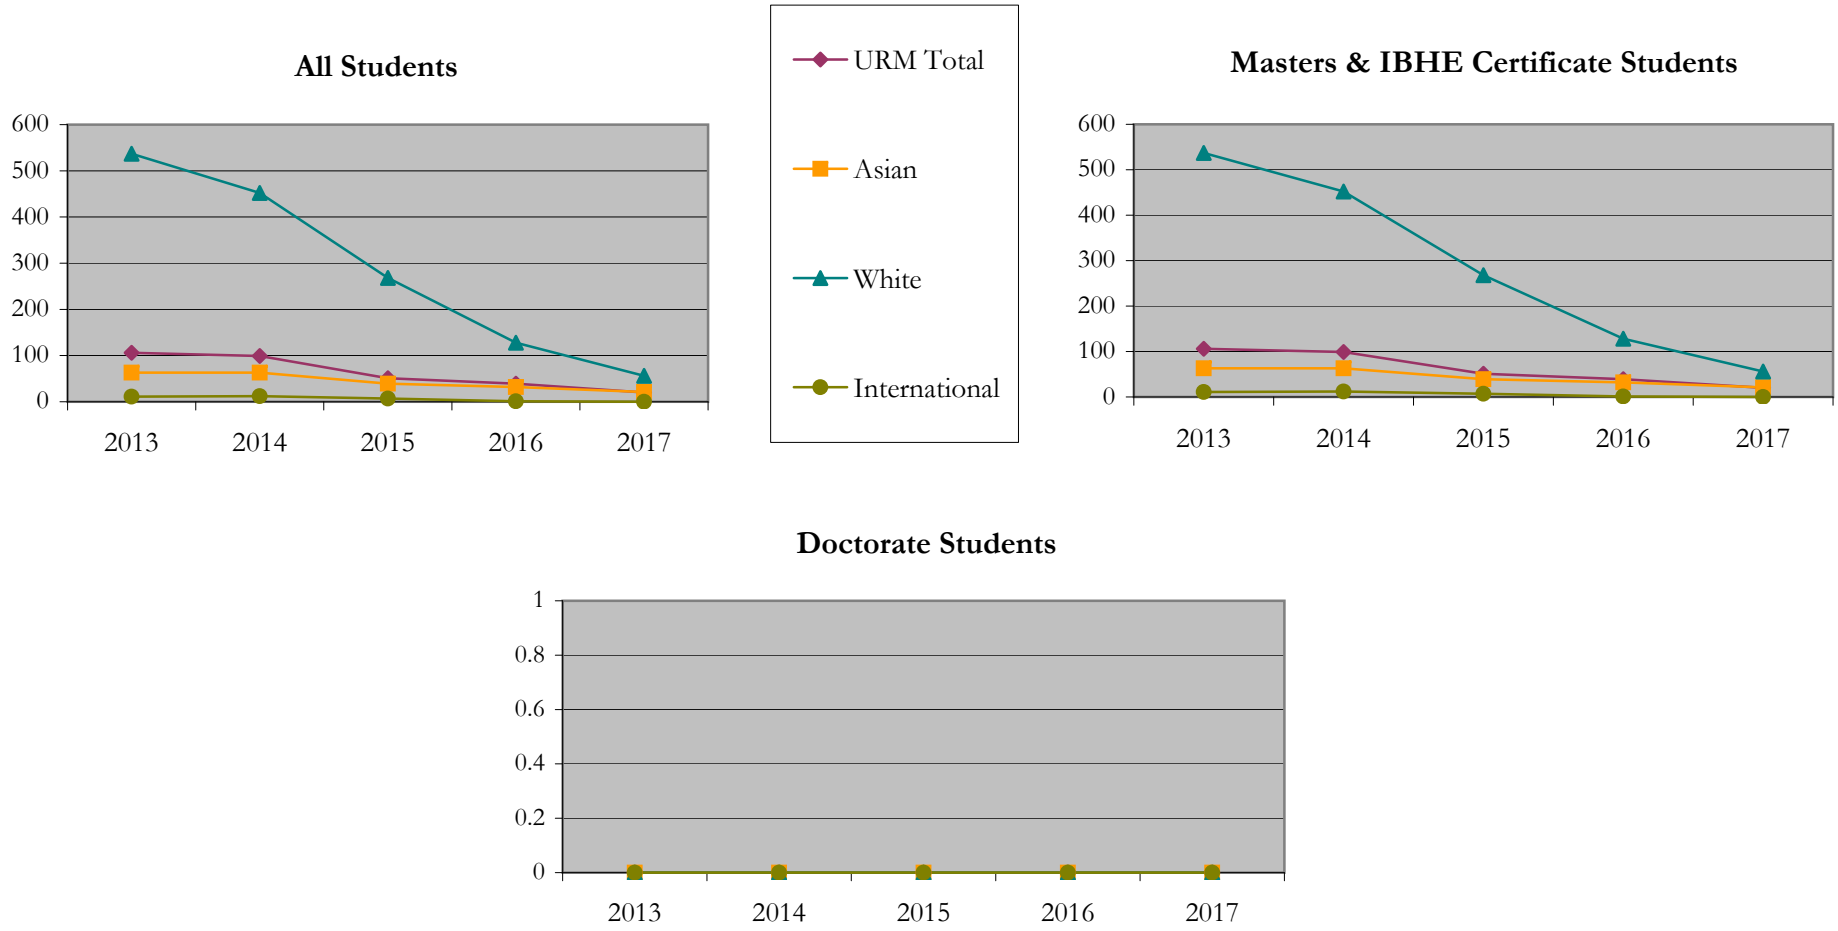 All Students
600
500
400
300
200
100
0
2013 2014 2015 2016 2017
URM Total
Asian
White
International
Masters & IBHE Certificate Students
600
500
400
300
200
100
0
2013 2014 2015 2016 2017
Doctorate Students
1
0.8
0.6
0.4
0.2
0
2013 2014 2015 2016 2017